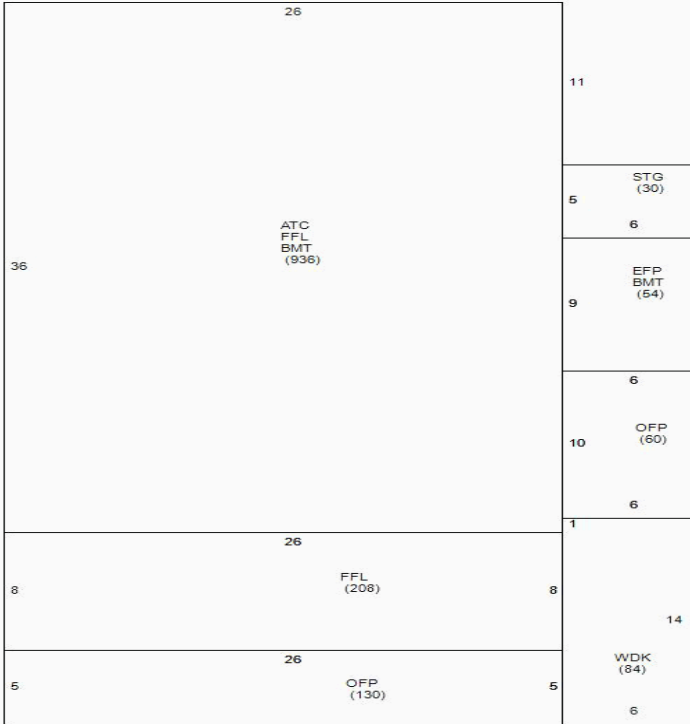 26
11
STG
(30)
5
6
ATC
FFL
BMT
(936)
36
EFP
BMT
(54)
9
6
OFP
(60)
10
6
1
26
FFL
(208)
8
8
14
26
WDK
(84)
OFP
(130)
5
5
6